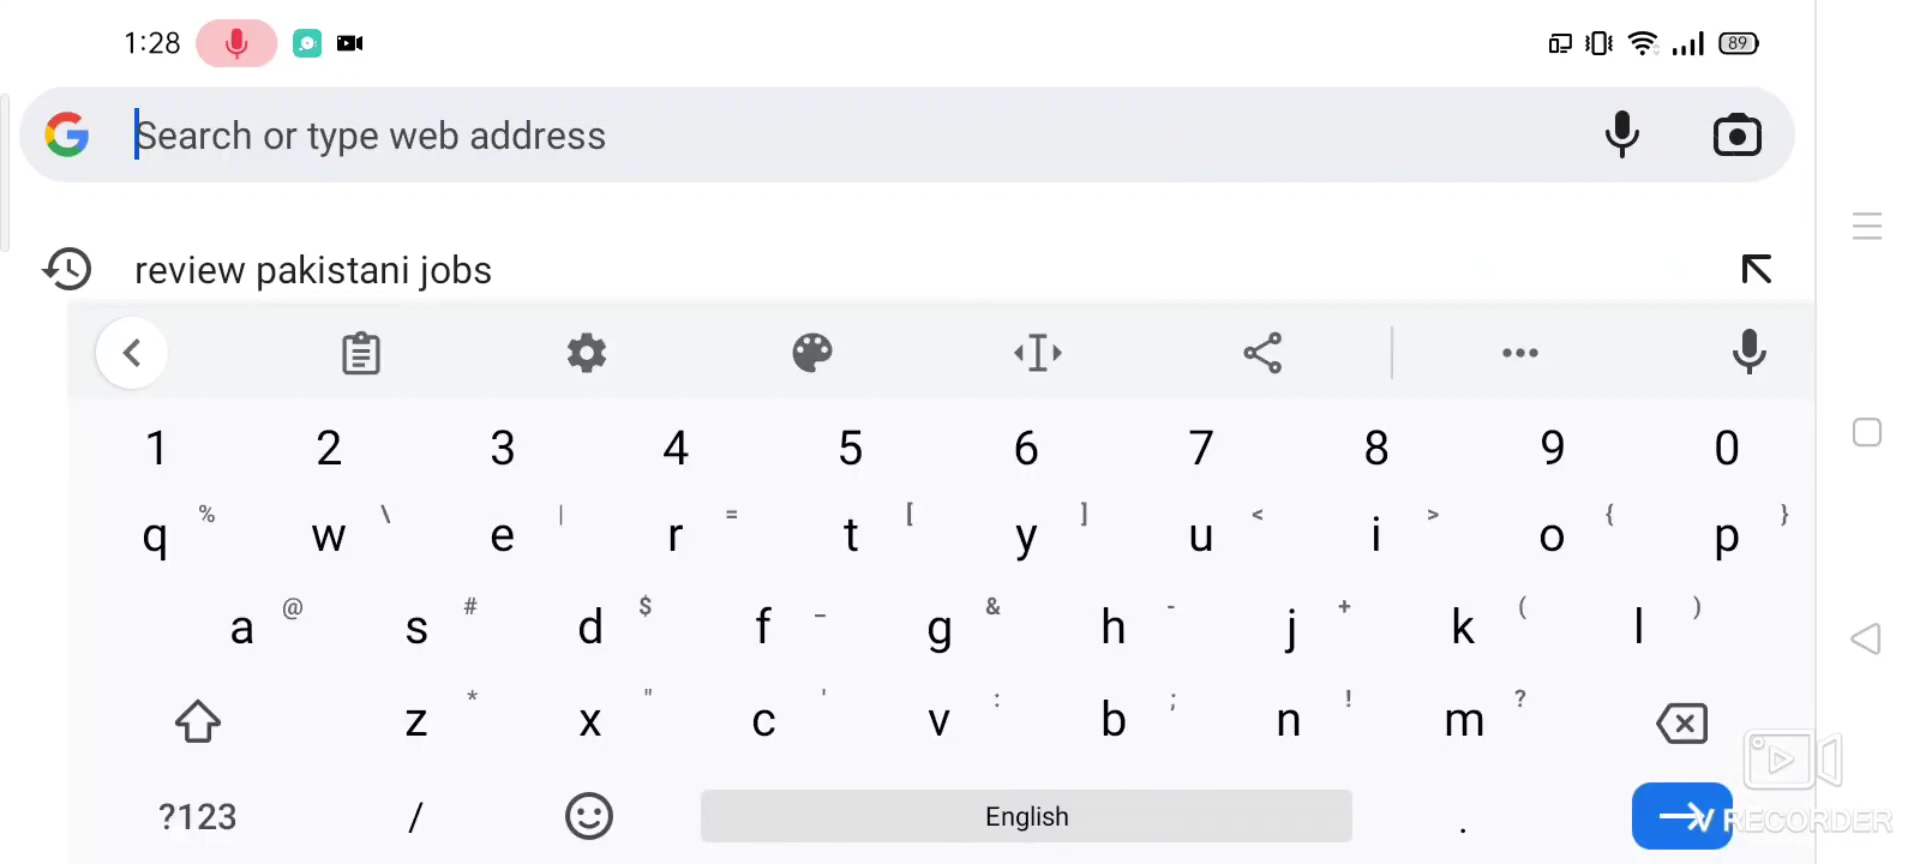 1:28
89
Search or type web address
review pakistani jobs
1 2 3 4 5 6 7 8 9 0
q % w \ e | r = t [ y ] u < i > o { p }
a @ s # d $ f _ g & h - j + k ( l )
z * x " c ' v : b ; n ! m ?
?123 / English .
V RECORDER